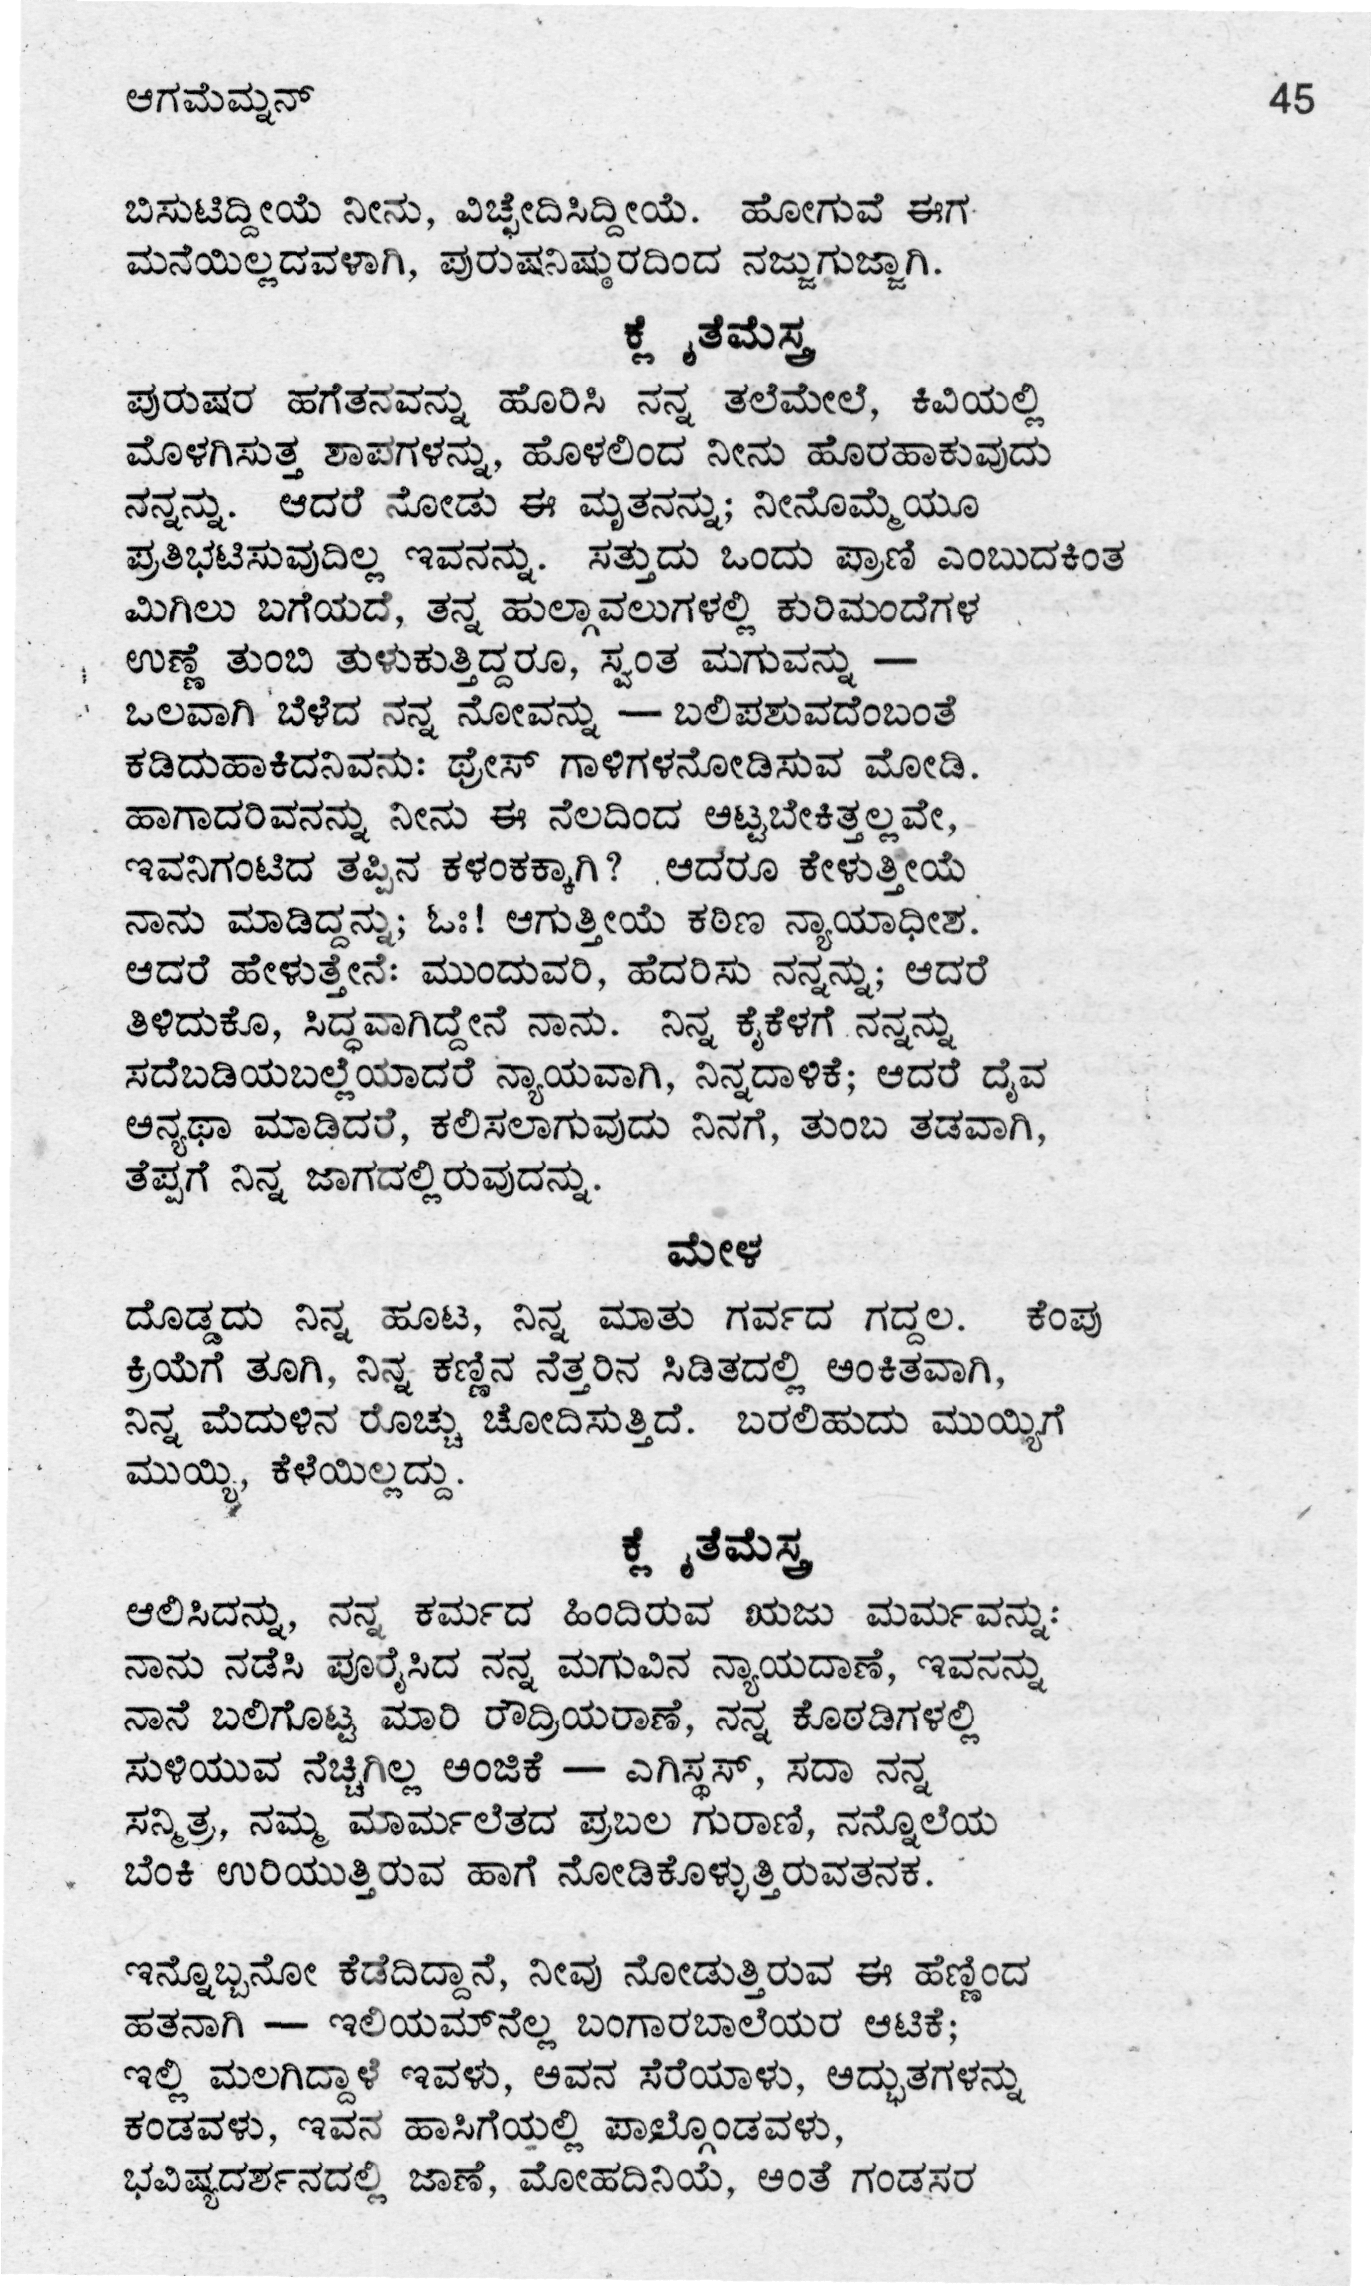 ಆಗಮೆಮ್ನನ್ 45
ಬಿಸುಟಿದ್ದೀಯೆ ನೀನು, ವಿಚ್ಛೇದಿಸಿದ್ದೀಯೆ. ಹೋಗುವೆ ಈಗ
ಮನೆಯಿಲ್ಲದವಳಾಗಿ, ಪುರುಷನಿಷ್ಠುರದಿಂದ ನಜ್ಜುಗುಜ್ಜಾಗಿ.
ಕ್ಲೈತೆಮೆಸ್ತ್ರ
ಪುರುಷರ ಹಗೆತನವನ್ನು ಹೊರಿಸಿ ನನ್ನ ತಲೆಮೇಲೆ, ಕಿವಿಯಲ್ಲಿ
ಮೊಳಗಿಸುತ್ತ ಶಾಪಗಳನ್ನು, ಹೊಳಲಿಂದ ನೀನು ಹೊರಹಾಕುವುದು
ನನ್ನನ್ನು. ಆದರೆ ನೋಡು ಈ ಮೃತನನ್ನು; ನೀನೊಮ್ಮೆಯೂ
ಪ್ರತಿಭಟಿಸುವುದಿಲ್ಲ ಇವನನ್ನು. ಸತ್ತುದು ಒಂದು ಪ್ರಾಣಿ ಎಂಬುದಕಿಂತ
ಮಿಗಿಲು ಬಗೆಯದೆ, ತನ್ನ ಹುಲ್ಗಾವಲುಗಳಲ್ಲಿ ಕುರಿಮಂದೆಗಳ
ಉಣ್ಣೆ ತುಂಬಿ ತುಳುಕುತ್ತಿದ್ದರೂ, ಸ್ವಂತ ಮಗುವನ್ನು —
ಒಲವಾಗಿ ಬೆಳೆದ ನನ್ನ ನೋವನ್ನು — ಬಲಿಪಶುವದೆಂಬಂತೆ
ಕಡಿದುಹಾಕಿದನಿವನು: ಥ್ರೇಸ್ ಗಾಳಿಗಳನೋಡಿಸುವ ಮೋಡಿ.
ಹಾಗಾದರಿವನನ್ನು ನೀನು ಈ ನೆಲದಿಂದ ಅಟ್ಟಬೇಕಿತ್ತಲ್ಲವೇ,
ಇವನಿಗಂಟಿದ ತಪ್ಪಿನ ಕಳಂಕಕ್ಕಾಗಿ? ಆದರೂ ಕೇಳುತ್ತೀಯೆ
ನಾನು ಮಾಡಿದ್ದನ್ನು; ಓಃ! ಆಗುತ್ತೀಯೆ ಕಠಿಣ ನ್ಯಾಯಾಧೀಶ.
ಆದರೆ ಹೇಳುತ್ತೇನೆ: ಮುಂದುವರಿ, ಹೆದರಿಸು ನನ್ನನ್ನು; ಆದರೆ
ತಿಳಿದುಕೊ, ಸಿದ್ಧವಾಗಿದ್ದೇನೆ ನಾನು. ನಿನ್ನ ಕೈಕೆಳಗೆ ನನ್ನನ್ನು
ಸದೆಬಡಿಯಬಲ್ಲೆಯಾದರೆ ನ್ಯಾಯವಾಗಿ, ನಿನ್ನದಾಳಿಕೆ; ಆದರೆ ದೈವ
ಅನ್ಯಥಾ ಮಾಡಿದರೆ, ಕಲಿಸಲಾಗುವುದು ನಿನಗೆ, ತುಂಬ ತಡವಾಗಿ,
ತೆಪ್ಪಗೆ ನಿನ್ನ ಜಾಗದಲ್ಲಿರುವುದನ್ನು.
ಮೇಳ
ದೊಡ್ಡದು ನಿನ್ನ ಹೂಟ, ನಿನ್ನ ಮಾತು ಗರ್ವದ ಗದ್ದಲ. ಕೆಂಪು
ಕ್ರಿಯೆಗೆ ತೂಗಿ, ನಿನ್ನ ಕಣ್ಣಿನ ನೆತ್ತರಿನ ಸಿಡಿತದಲ್ಲಿ ಅಂಕಿತವಾಗಿ,
ನಿನ್ನ ಮೆದುಳಿನ ರೊಚ್ಚು ಚೋದಿಸುತ್ತಿದೆ. ಬರಲಿಹುದು ಮುಯ್ಯಿಗೆ
ಮುಯ್ಯಿ, ಕೆಳೆಯಿಲ್ಲದ್ದು.
ಕ್ಲೈತೆಮೆಸ್ತ್ರ
ಆಲಿಸಿದನ್ನು, ನನ್ನ ಕರ್ಮದ ಹಿಂದಿರುವ ಋಜು ಮರ್ಮವನ್ನು:
ನಾನು ನಡೆಸಿ ಪೂರೈಸಿದ ನನ್ನ ಮಗುವಿನ ನ್ಯಾಯದಾಣೆ, ಇವನನ್ನು
ನಾನೆ ಬಲಿಗೊಟ್ಟ ಮಾರಿ ರೌದ್ರಿಯರಾಣೆ, ನನ್ನ ಕೊಠಡಿಗಳಲ್ಲಿ
ಸುಳಿಯುವ ನೆಚ್ಚಿಗಿಲ್ಲ ಅಂಜಿಕೆ — ಎಗಿಸ್ಥಸ್, ಸದಾ ನನ್ನ
ಸನ್ಮಿತ್ರ, ನಮ್ಮ ಮಾರ್ಮಲೆತದ ಪ್ರಬಲ ಗುರಾಣಿ, ನನ್ನೊಲೆಯ
ಬೆಂಕಿ ಉರಿಯುತ್ತಿರುವ ಹಾಗೆ ನೋಡಿಕೊಳ್ಳುತ್ತಿರುವತನಕ.
ಇನ್ನೊಬ್ಬನೋ ಕೆಡೆದಿದ್ದಾನೆ, ನೀವು ನೋಡುತ್ತಿರುವ ಈ ಹೆಣ್ಣಿಂದ
ಹತನಾಗಿ — ಇಲಿಯಮ್‌ನೆಲ್ಲ ಬಂಗಾರಬಾಲೆಯರ ಆಟಿಕೆ;
ಇಲ್ಲಿ ಮಲಗಿದ್ದಾಳೆ ಇವಳು, ಅವನ ಸೆರೆಯಾಳು, ಅದ್ಭುತಗಳನ್ನು
ಕಂಡವಳು, ಇವನ ಹಾಸಿಗೆಯಲ್ಲಿ ಪಾಲ್ಗೊಂಡವಳು,
ಭವಿಷ್ಯದರ್ಶನದಲ್ಲಿ ಜಾಣೆ, ಮೋಹದಿನಿಯೆ, ಅಂತೆ ಗಂಡಸರ